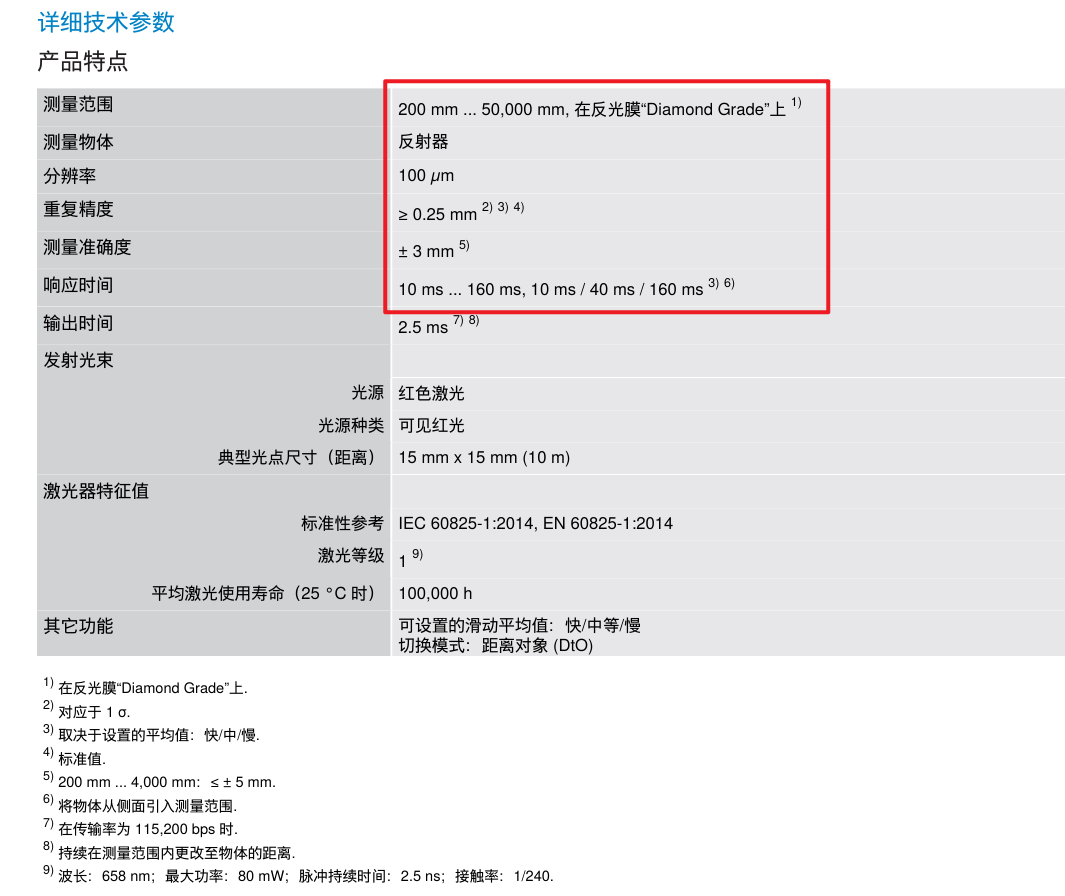 详细技术参数
产品特点
测量范围 200 mm ... 50,000 mm, 在反光膜“Diamond Grade”上 1)
测量物体 反射器
分辨率 100 µm
重复精度 ≥ 0.25 mm 2) 3) 4)
测量准确度 ± 3 mm 5)
响应时间 10 ms ... 160 ms, 10 ms / 40 ms / 160 ms 3) 6)
输出时间 2.5 ms 7) 8)
发射光束
光源 红色激光
光源种类 可见红光
典型光点尺寸（距离） 15 mm x 15 mm (10 m)
激光器特征值
标准性参考 IEC 60825-1:2014, EN 60825-1:2014
激光等级 1 9)
平均激光使用寿命（25 °C 时） 100,000 h
其它功能 可设置的滑动平均值：快/中等/慢
切换模式：距离对象 (DtO)
1) 在反光膜“Diamond Grade”上.
2) 对应于 1 σ.
3) 取决于设置的平均值：快/中/慢.
4) 标准值.
5) 200 mm ... 4,000 mm：≤ ± 5 mm.
6) 将物体从侧面引入测量范围.
7) 在传输率为 115,200 bps 时.
8) 持续在测量范围内更改至物体的距离.
9) 波长：658 nm；最大功率：80 mW；脉冲持续时间：2.5 ns；接触率：1/240.